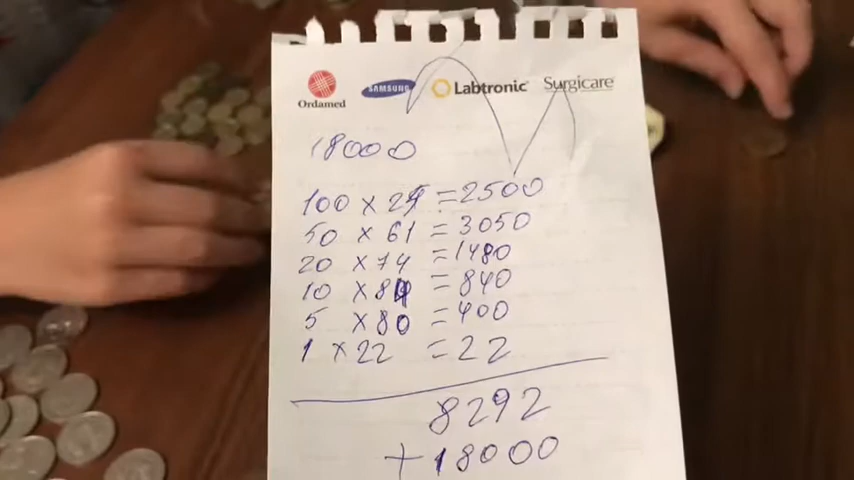 Ordamed SAMSUNG Labtronic Surgicare
18000
100 x 25 = 2500
50 x 61 = 3050
20 x 74 = 1480
10 x 84 = 840
5 x 80 = 400
1 x 22 = 22
8292
+ 18000